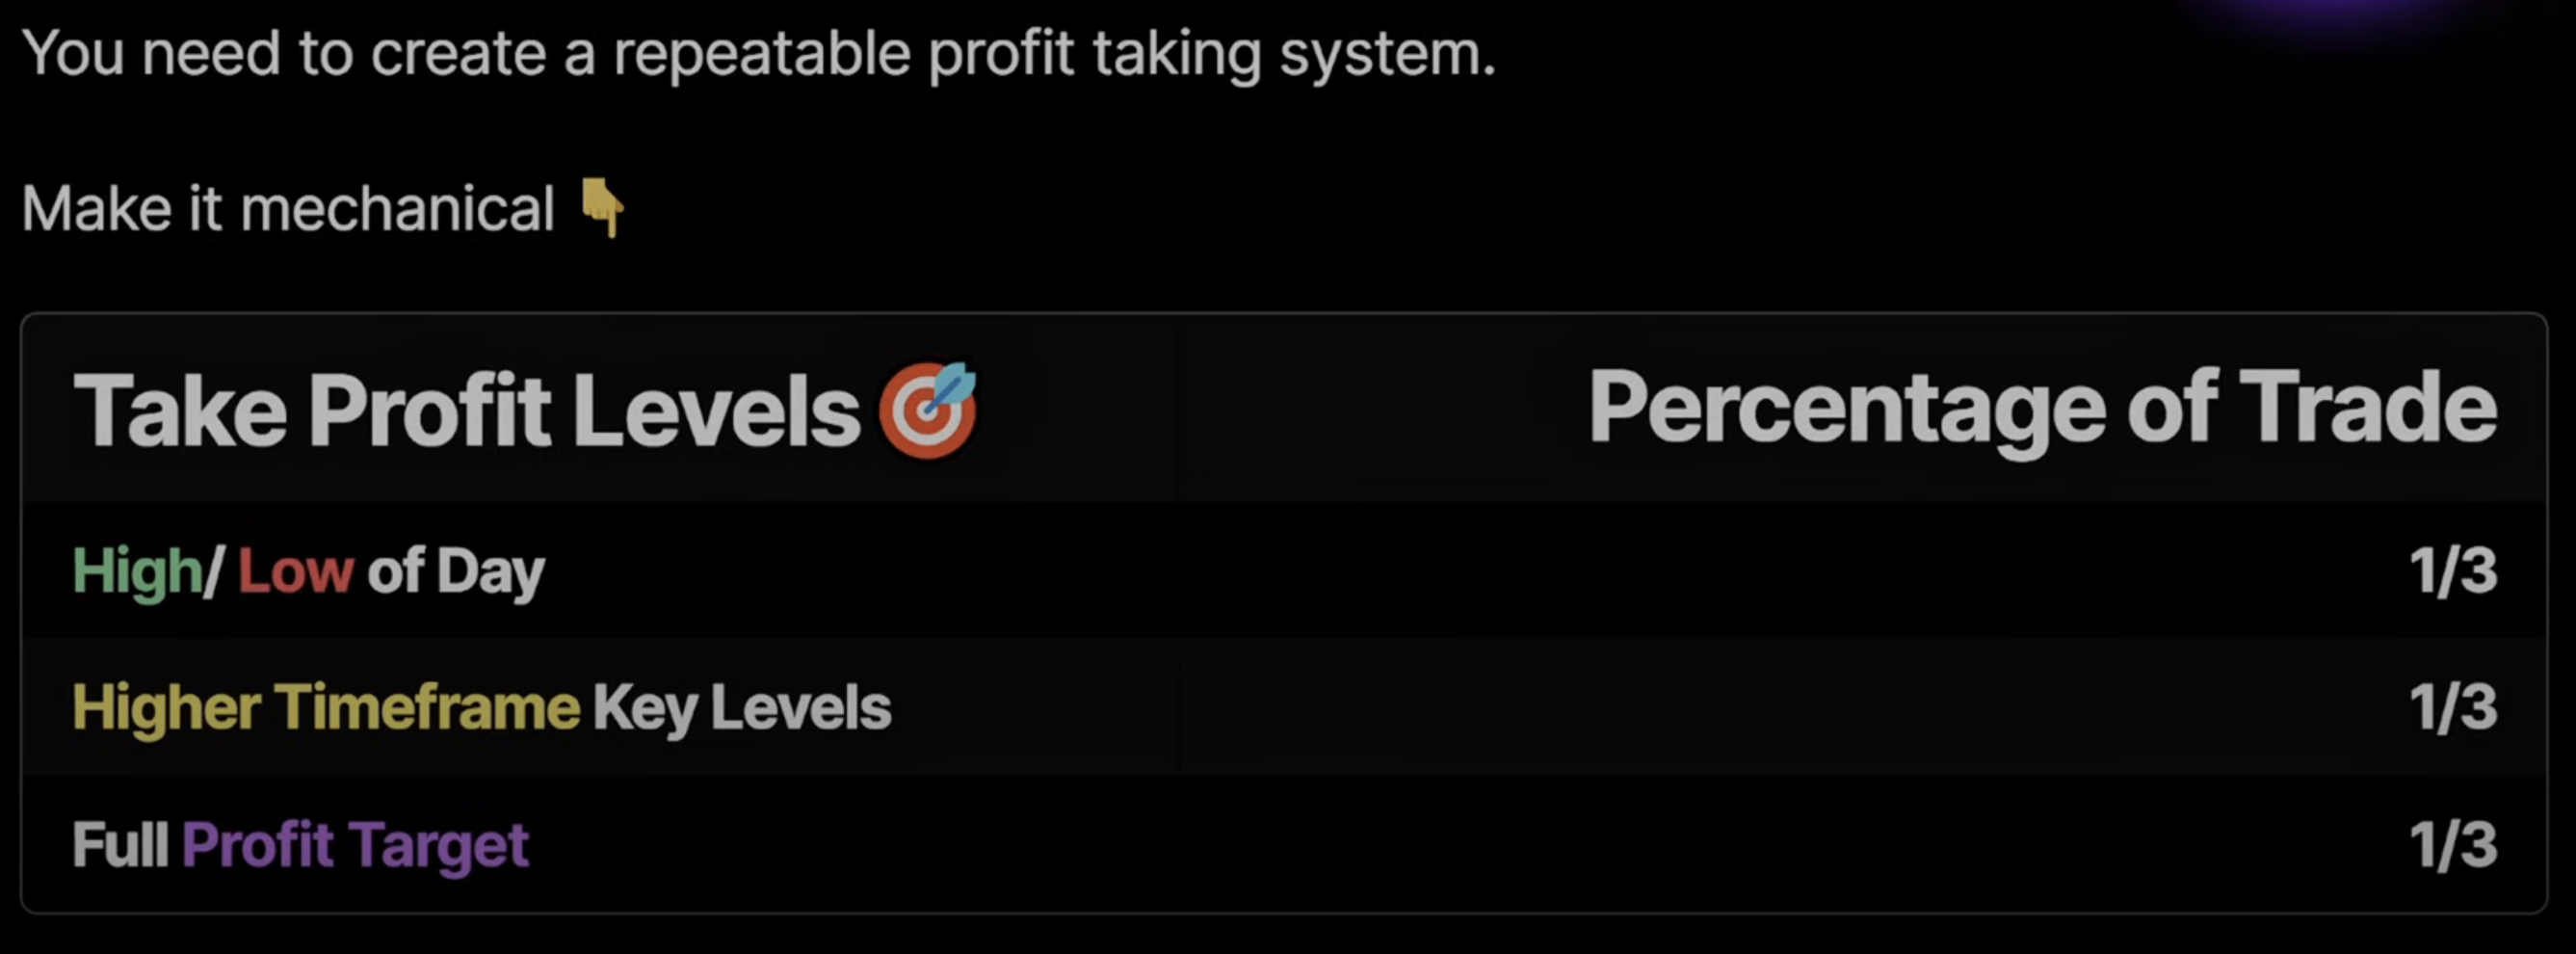 You need to create a repeatable profit taking system.
Make it mechanical 👇
Take Profit Levels 🎯 Percentage of Trade
High/ Low of Day 1/3
Higher Timeframe Key Levels 1/3
Full Profit Target 1/3